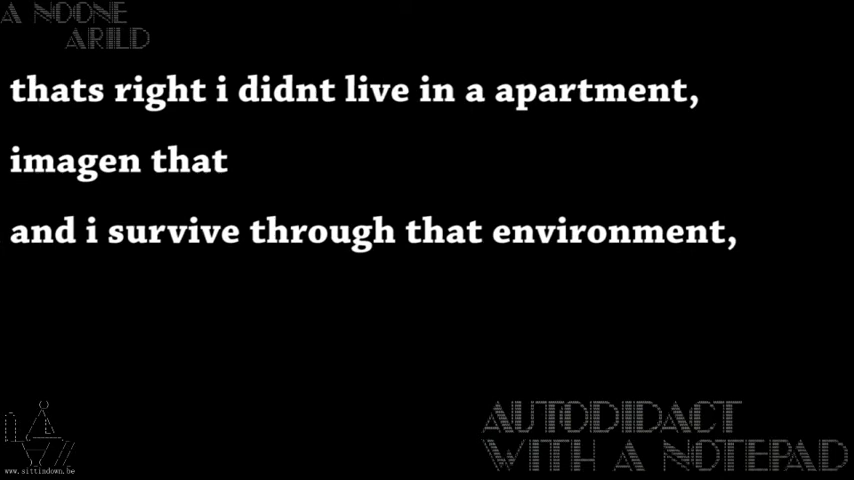 A NOONE
ARILD
thats right i didnt live in a apartment,
imagen that
and i survive through that environment,
AUTODIDACT
WITH A NOTEPAD
www.sittindown.be